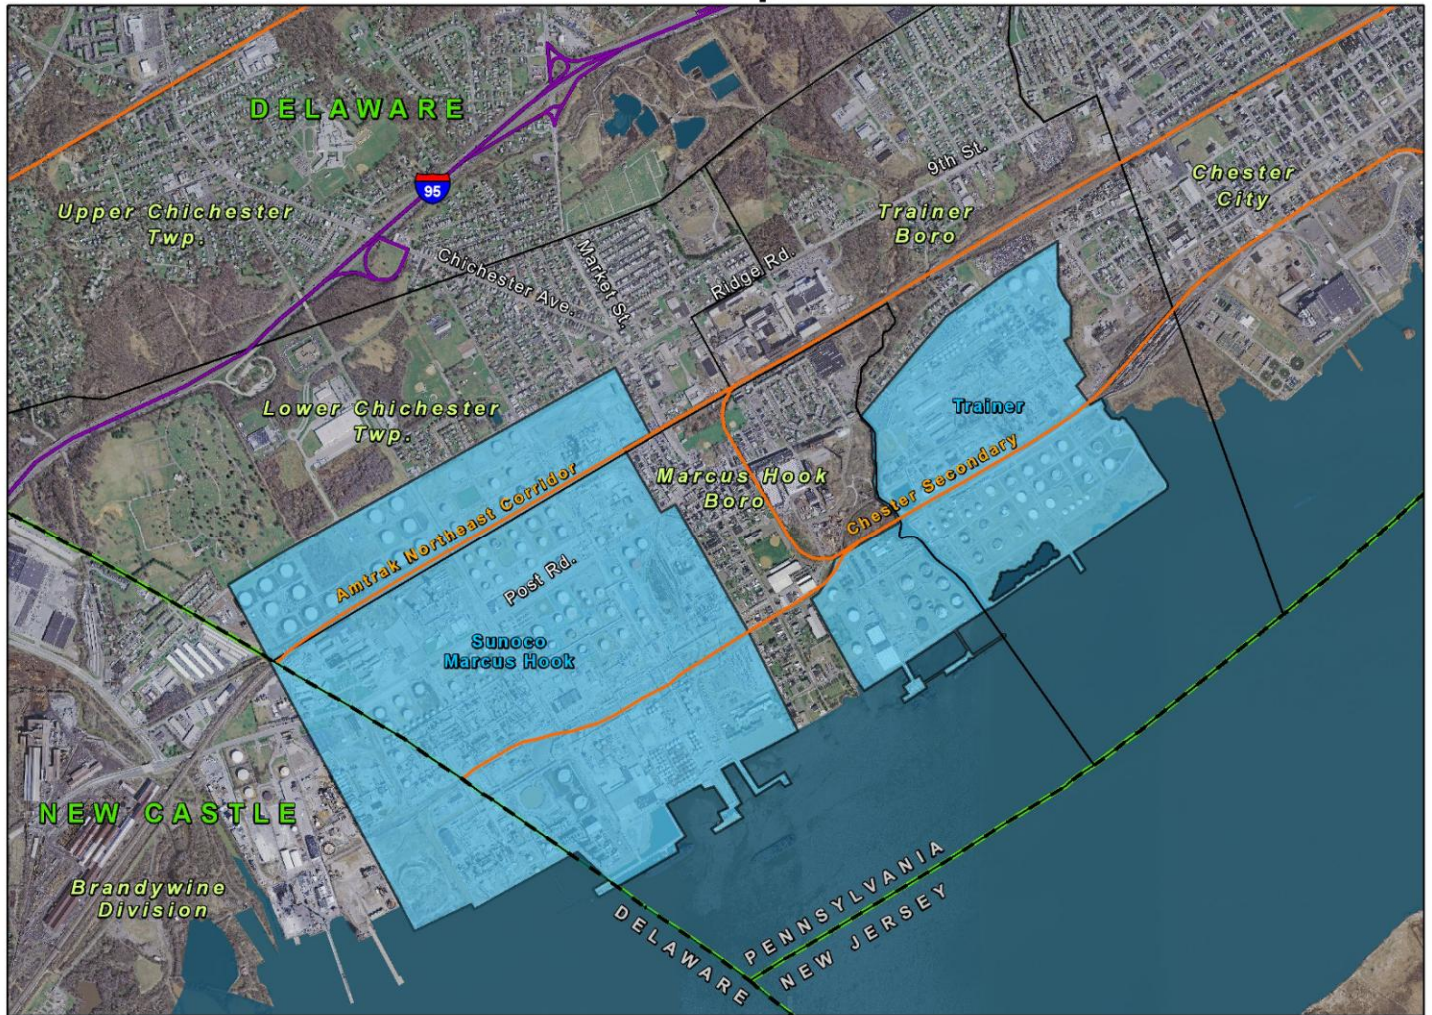 DELAWARE
95
Upper Chichester
Twp.
Chichester Ave.
Market St.
Ridge Rd.
9th St.
Trainer
Boro
Chester
City
Lower Chichester
Twp.
Trainer
Marcus Hook
Boro
Chester Secondary
Amtrak Northeast Corridor
Post Rd.
Sunoco
Marcus Hook
NEW CASTLE
Brandywine
Division
DELAWARE
PENNSYLVANIA
NEW JERSEY